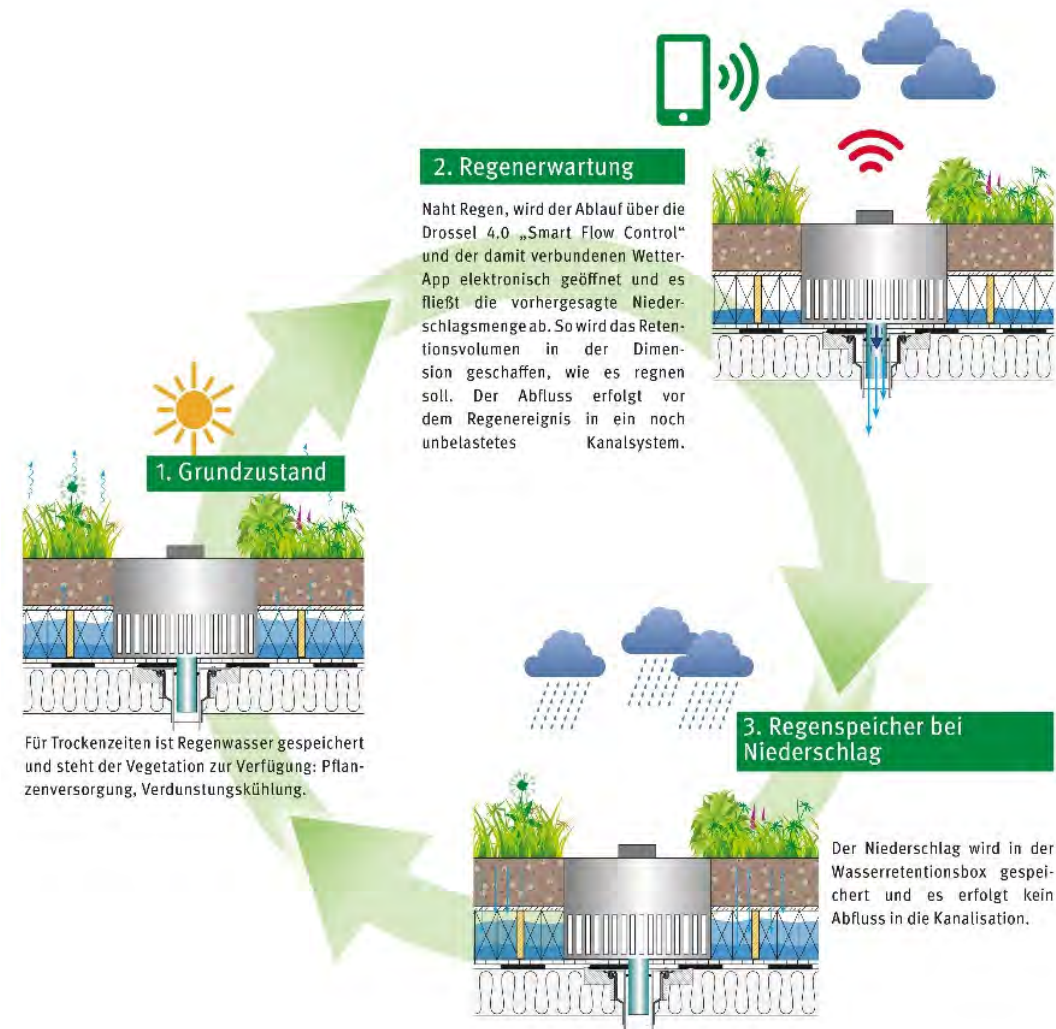 1. Grundzustand
Für Trockenzeiten ist Regenwasser gespeichert
und steht der Vegetation zur Verfügung: Pflan-
zenversorgung, Verdunstungskühlung.
2. Regenerwartung
Naht Regen, wird der Ablauf über die
Drossel 4.0 „Smart Flow Control“
und der damit verbundenen Wetter-
App elektronisch geöffnet und es
fließt die vorhergesagte Nieder-
schlagsmenge ab. So wird das Reten-
tionsvolumen in der Dimen-
sion geschaffen, wie es regnen
soll. Der Abfluss erfolgt vor
dem Regenereignis in ein noch
unbelastetes Kanalsystem.
3. Regenspeicher bei
Niederschlag
Der Niederschlag wird in der
Wasserretentionsbox gespei-
chert und es erfolgt kein
Abfluss in die Kanalisation.